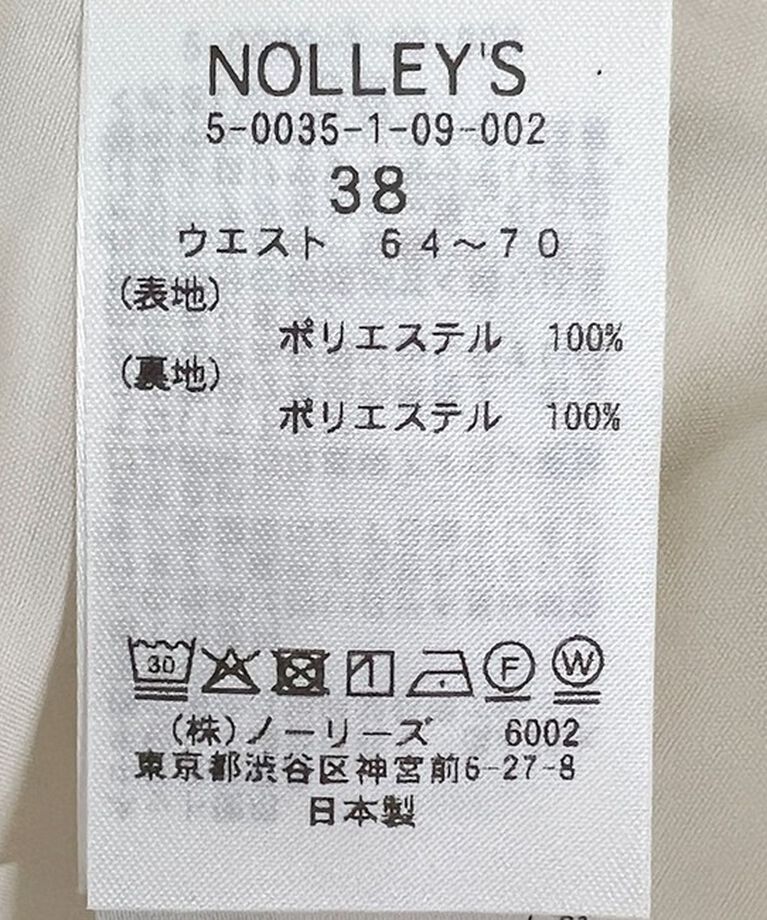 NOLLEY'S
5-0035-1-09-002
38
ウエスト 64～70
(表地)
ポリエステル 100%
(裏地)
ポリエステル 100%
30 F W
(株)ノーリーズ 6002
東京都渋谷区神宮前6-27-8
日本製